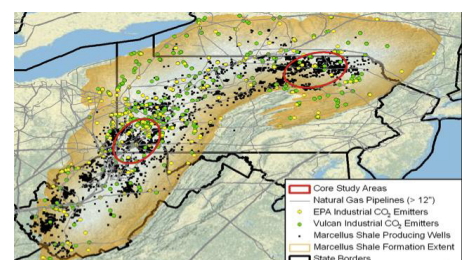 Core Study Areas
Natural Gas Pipelines (> 12")
EPA Industrial CO₂ Emitters
Vulcan Industrial CO₂ Emitters
Marcellus Shale Producing Wells
Marcellus Shale Formation Extent
State Borders